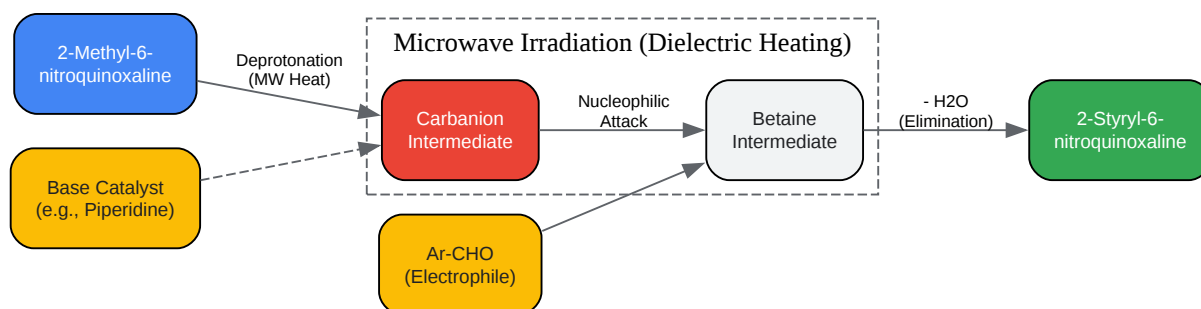 2-Methyl-6-
nitroquinoxaline
Deprotonation
(MW Heat)
Base Catalyst
(e.g., Piperidine)
Microwave Irradiation (Dielectric Heating)
Carbanion
Intermediate
Nucleophilic
Attack
Betaine
Intermediate
Ar-CHO
(Electrophile)
- H2O
(Elimination)
2-Styryl-6-
nitroquinoxaline